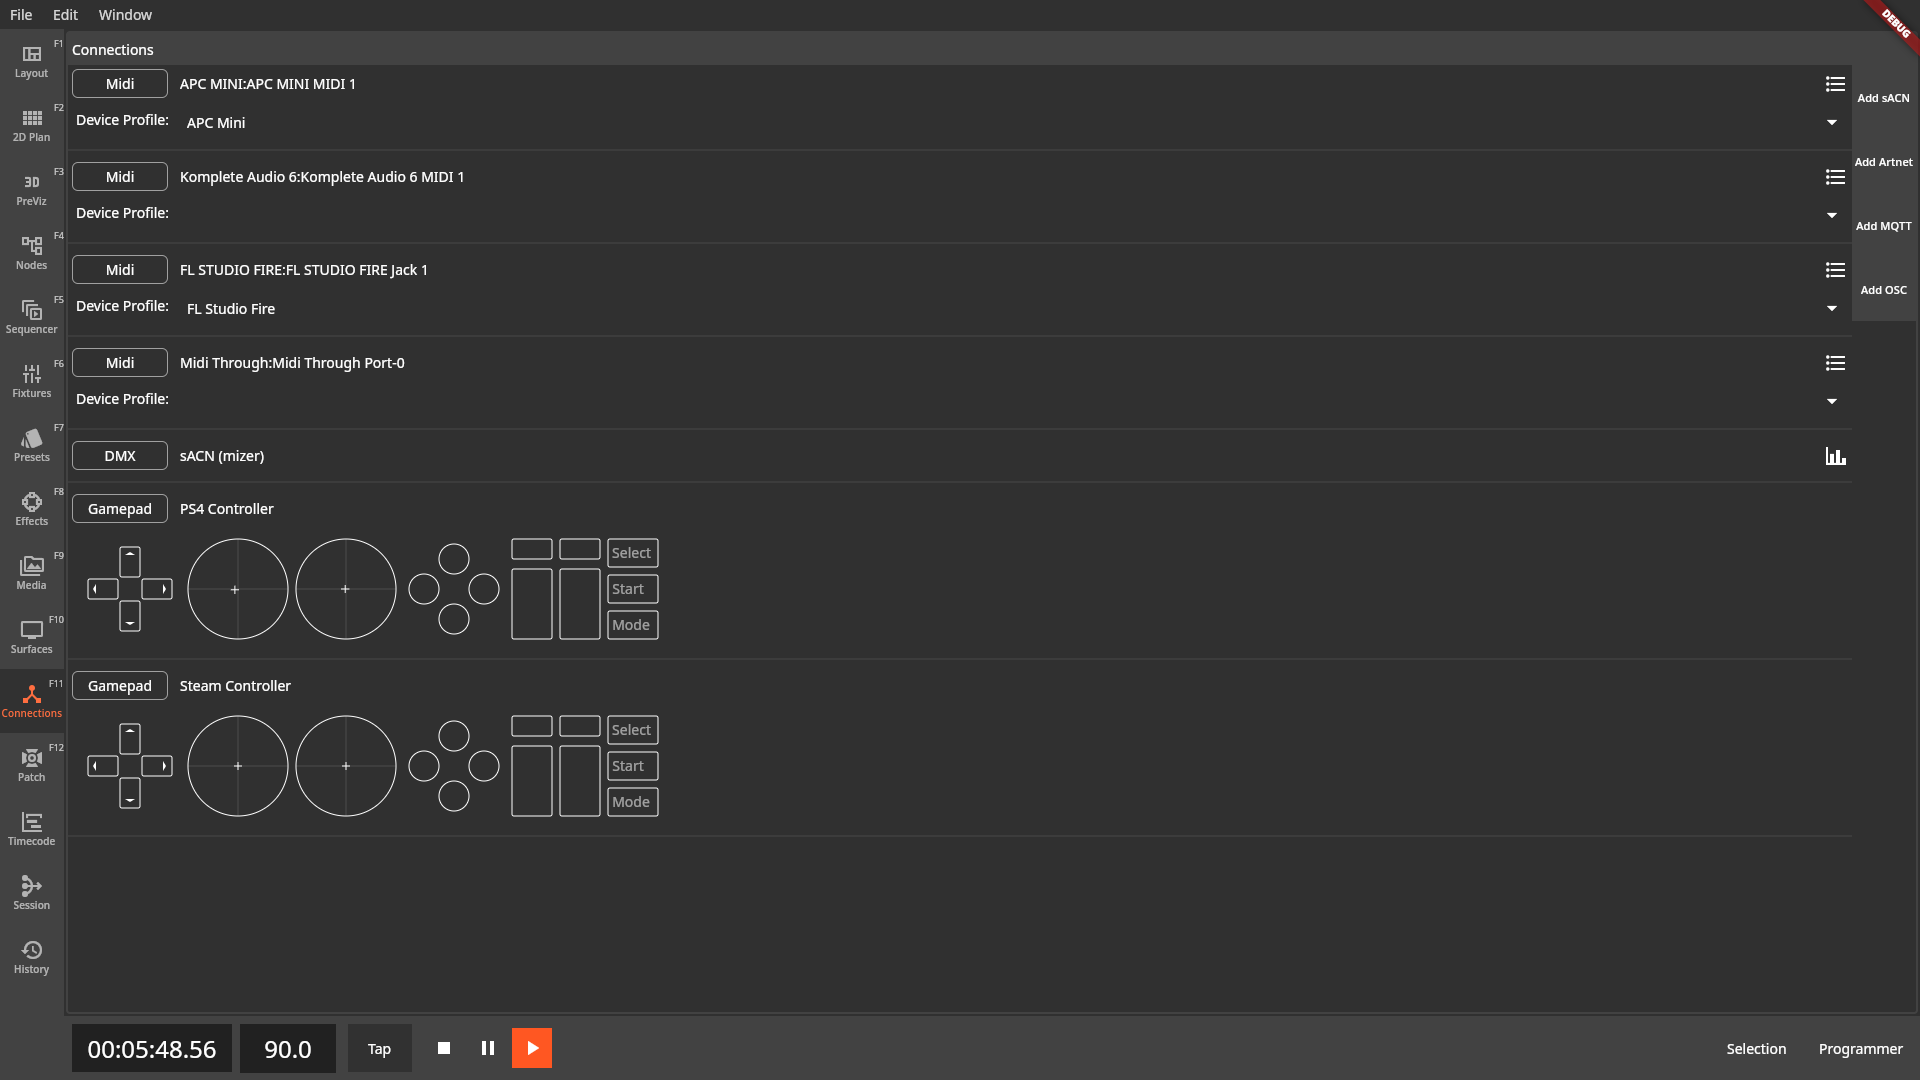 File Edit Window
DEBUG
F1
Layout
F2
2D Plan
F3
3D
PreViz
F4
Nodes
F5
Sequencer
F6
Fixtures
F7
Presets
F8
Effects
F9
Media
F10
Surfaces
F11
Connections
F12
Patch
Timecode
Session
History
Connections
Midi APC MINI:APC MINI MIDI 1
Device Profile: APC Mini
Midi Komplete Audio 6:Komplete Audio 6 MIDI 1
Device Profile:
Midi FL STUDIO FIRE:FL STUDIO FIRE Jack 1
Device Profile: FL Studio Fire
Midi Midi Through:Midi Through Port-0
Device Profile:
DMX sACN (mizer)
Gamepad PS4 Controller
Select
Start
Mode
Gamepad Steam Controller
Select
Start
Mode
Add sACN
Add Artnet
Add MQTT
Add OSC
00:05:48.56 90.0 Tap Selection Programmer